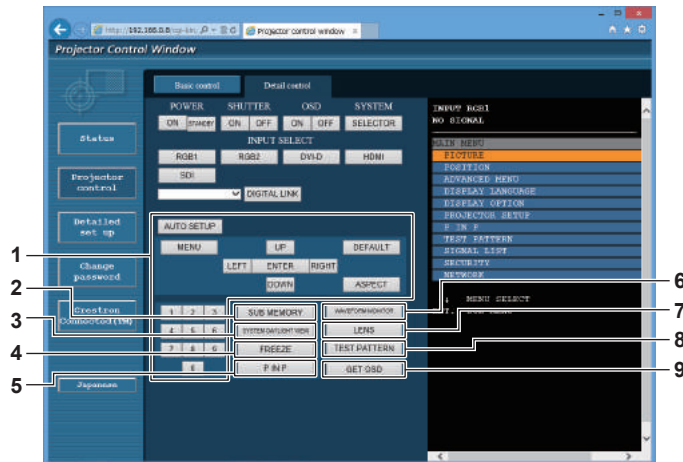 Projector control window
Projector Control Window
Basic control
Detail control
POWER SHUTTER OSD SYSTEM
ON STANDBY ON OFF ON OFF SELECTOR
INPUT SELECT
RGB1 RGB2 DVI-D HDMI
SDI
DIGITAL LINK
AUTO SETUP
MENU UP DEFAULT
LEFT ENTER RIGHT
DOWN ASPECT
1 2 3 SUB MEMORY WAVEFORM MONITOR
4 5 6 SYSTEM DAYLIGHT VIEW LENS
7 8 9 FREEZE TEST PATTERN
P IN P GET OSD
Status
Projector
control
Detailed
set up
Change
password
Crestron
Connected(TM)
Japanese
INPUT RGB1
NO SIGNAL
MAIN MENU
PICTURE
POSITION
ADVANCED MENU
DISPLAY LANGUAGE
DISPLAY OPTION
PROJECTOR SETUP
P IN P
TEST PATTERN
SIGNAL LIST
SECURITY
NETWORK
MENU SELECT
SUB MENU
1
2
3
4
5
6
7
8
9